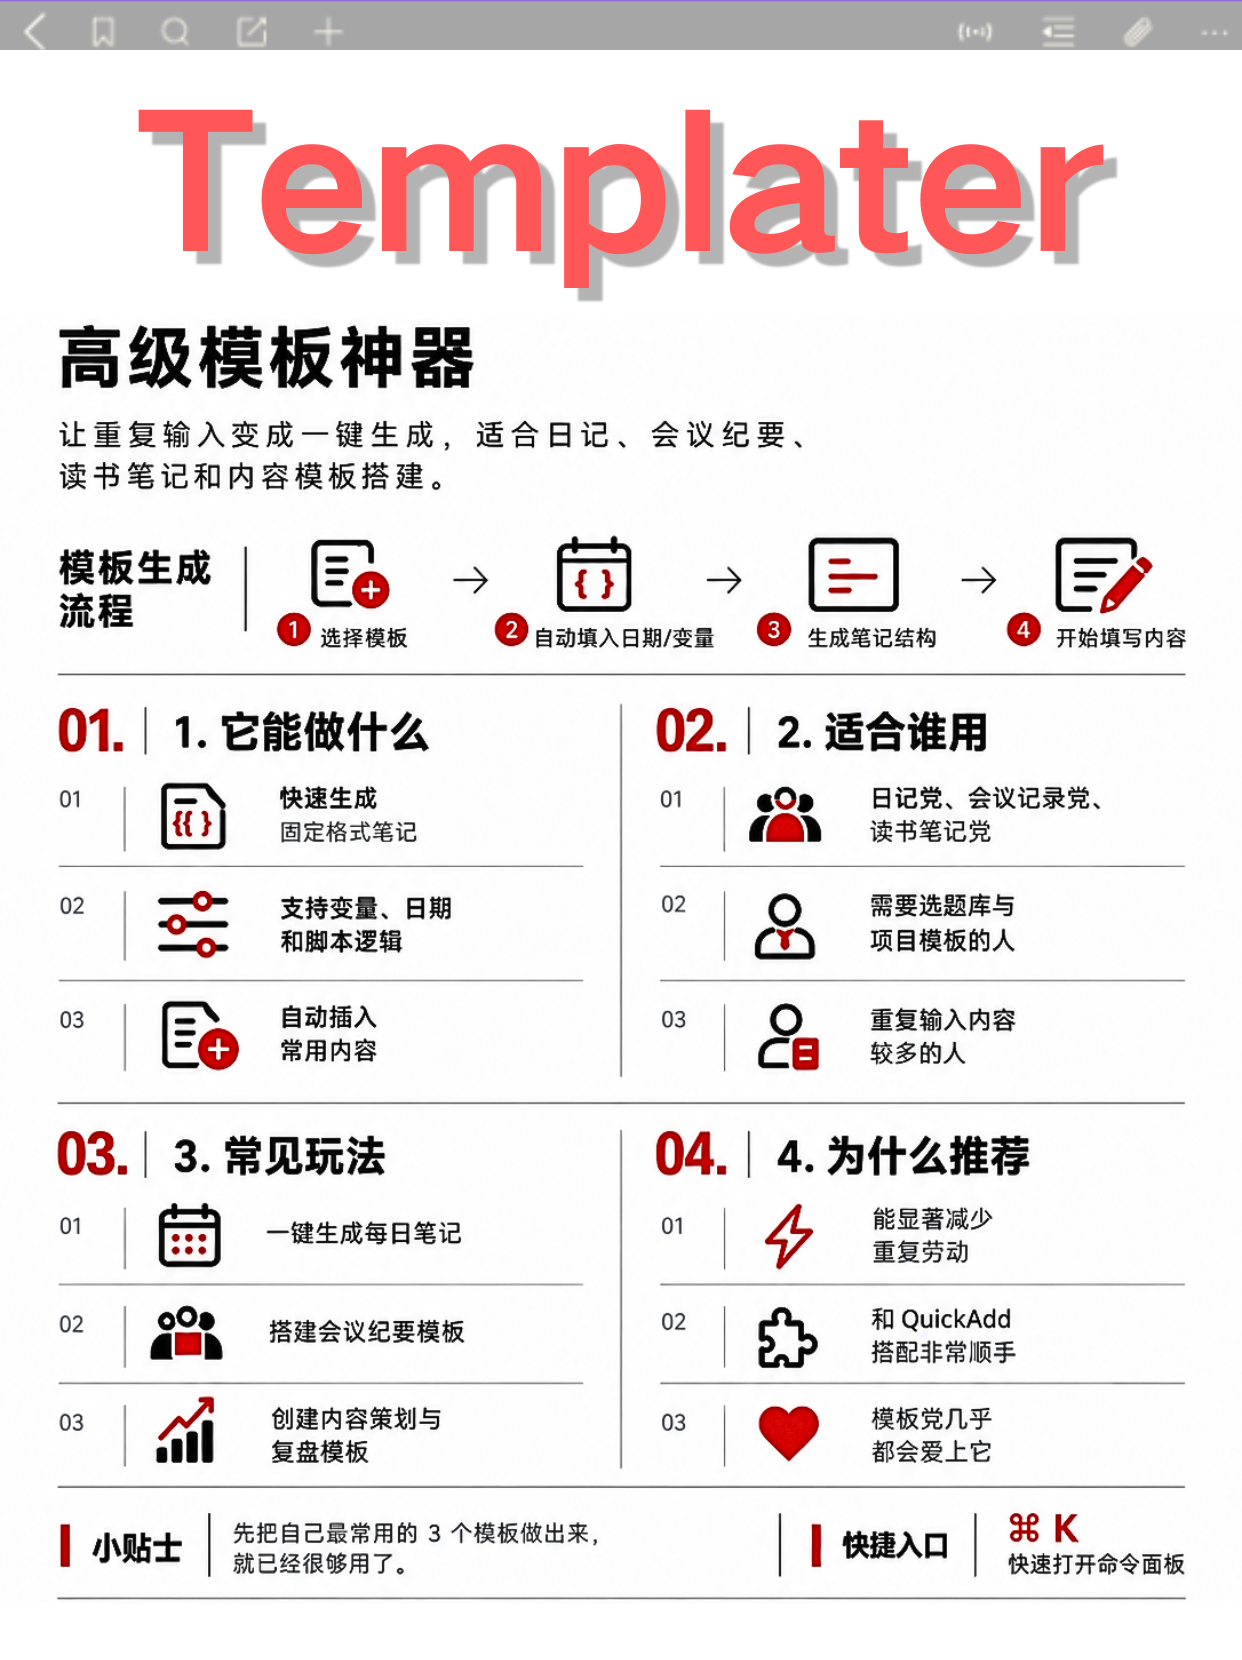 Templater
高级模板神器
让重复输入变成一键生成，适合日记、会议纪要、
读书笔记和内容模板搭建。
模板生成
流程
1 选择模板
2 自动填入日期/变量
3 生成笔记结构
4 开始填写内容
01. 1. 它能做什么
01 快速生成
固定格式笔记
02 支持变量、日期
和脚本逻辑
03 自动插入
常用内容
02. 2. 适合谁用
01 日记党、会议记录党、
读书笔记党
02 需要选题库与
项目模板的人
03 重复输入内容
较多的人
03. 3. 常见玩法
01 一键生成每日笔记
02 搭建会议纪要模板
03 创建内容策划与
复盘模板
04. 4. 为什么推荐
01 能显著减少
重复劳动
02 和 QuickAdd
搭配非常顺手
03 模板党几乎
都会爱上它
小贴士
先把自己最常用的 3 个模板做出来，
就已经很够用了。
快捷入口
⌘ K
快速打开命令面板